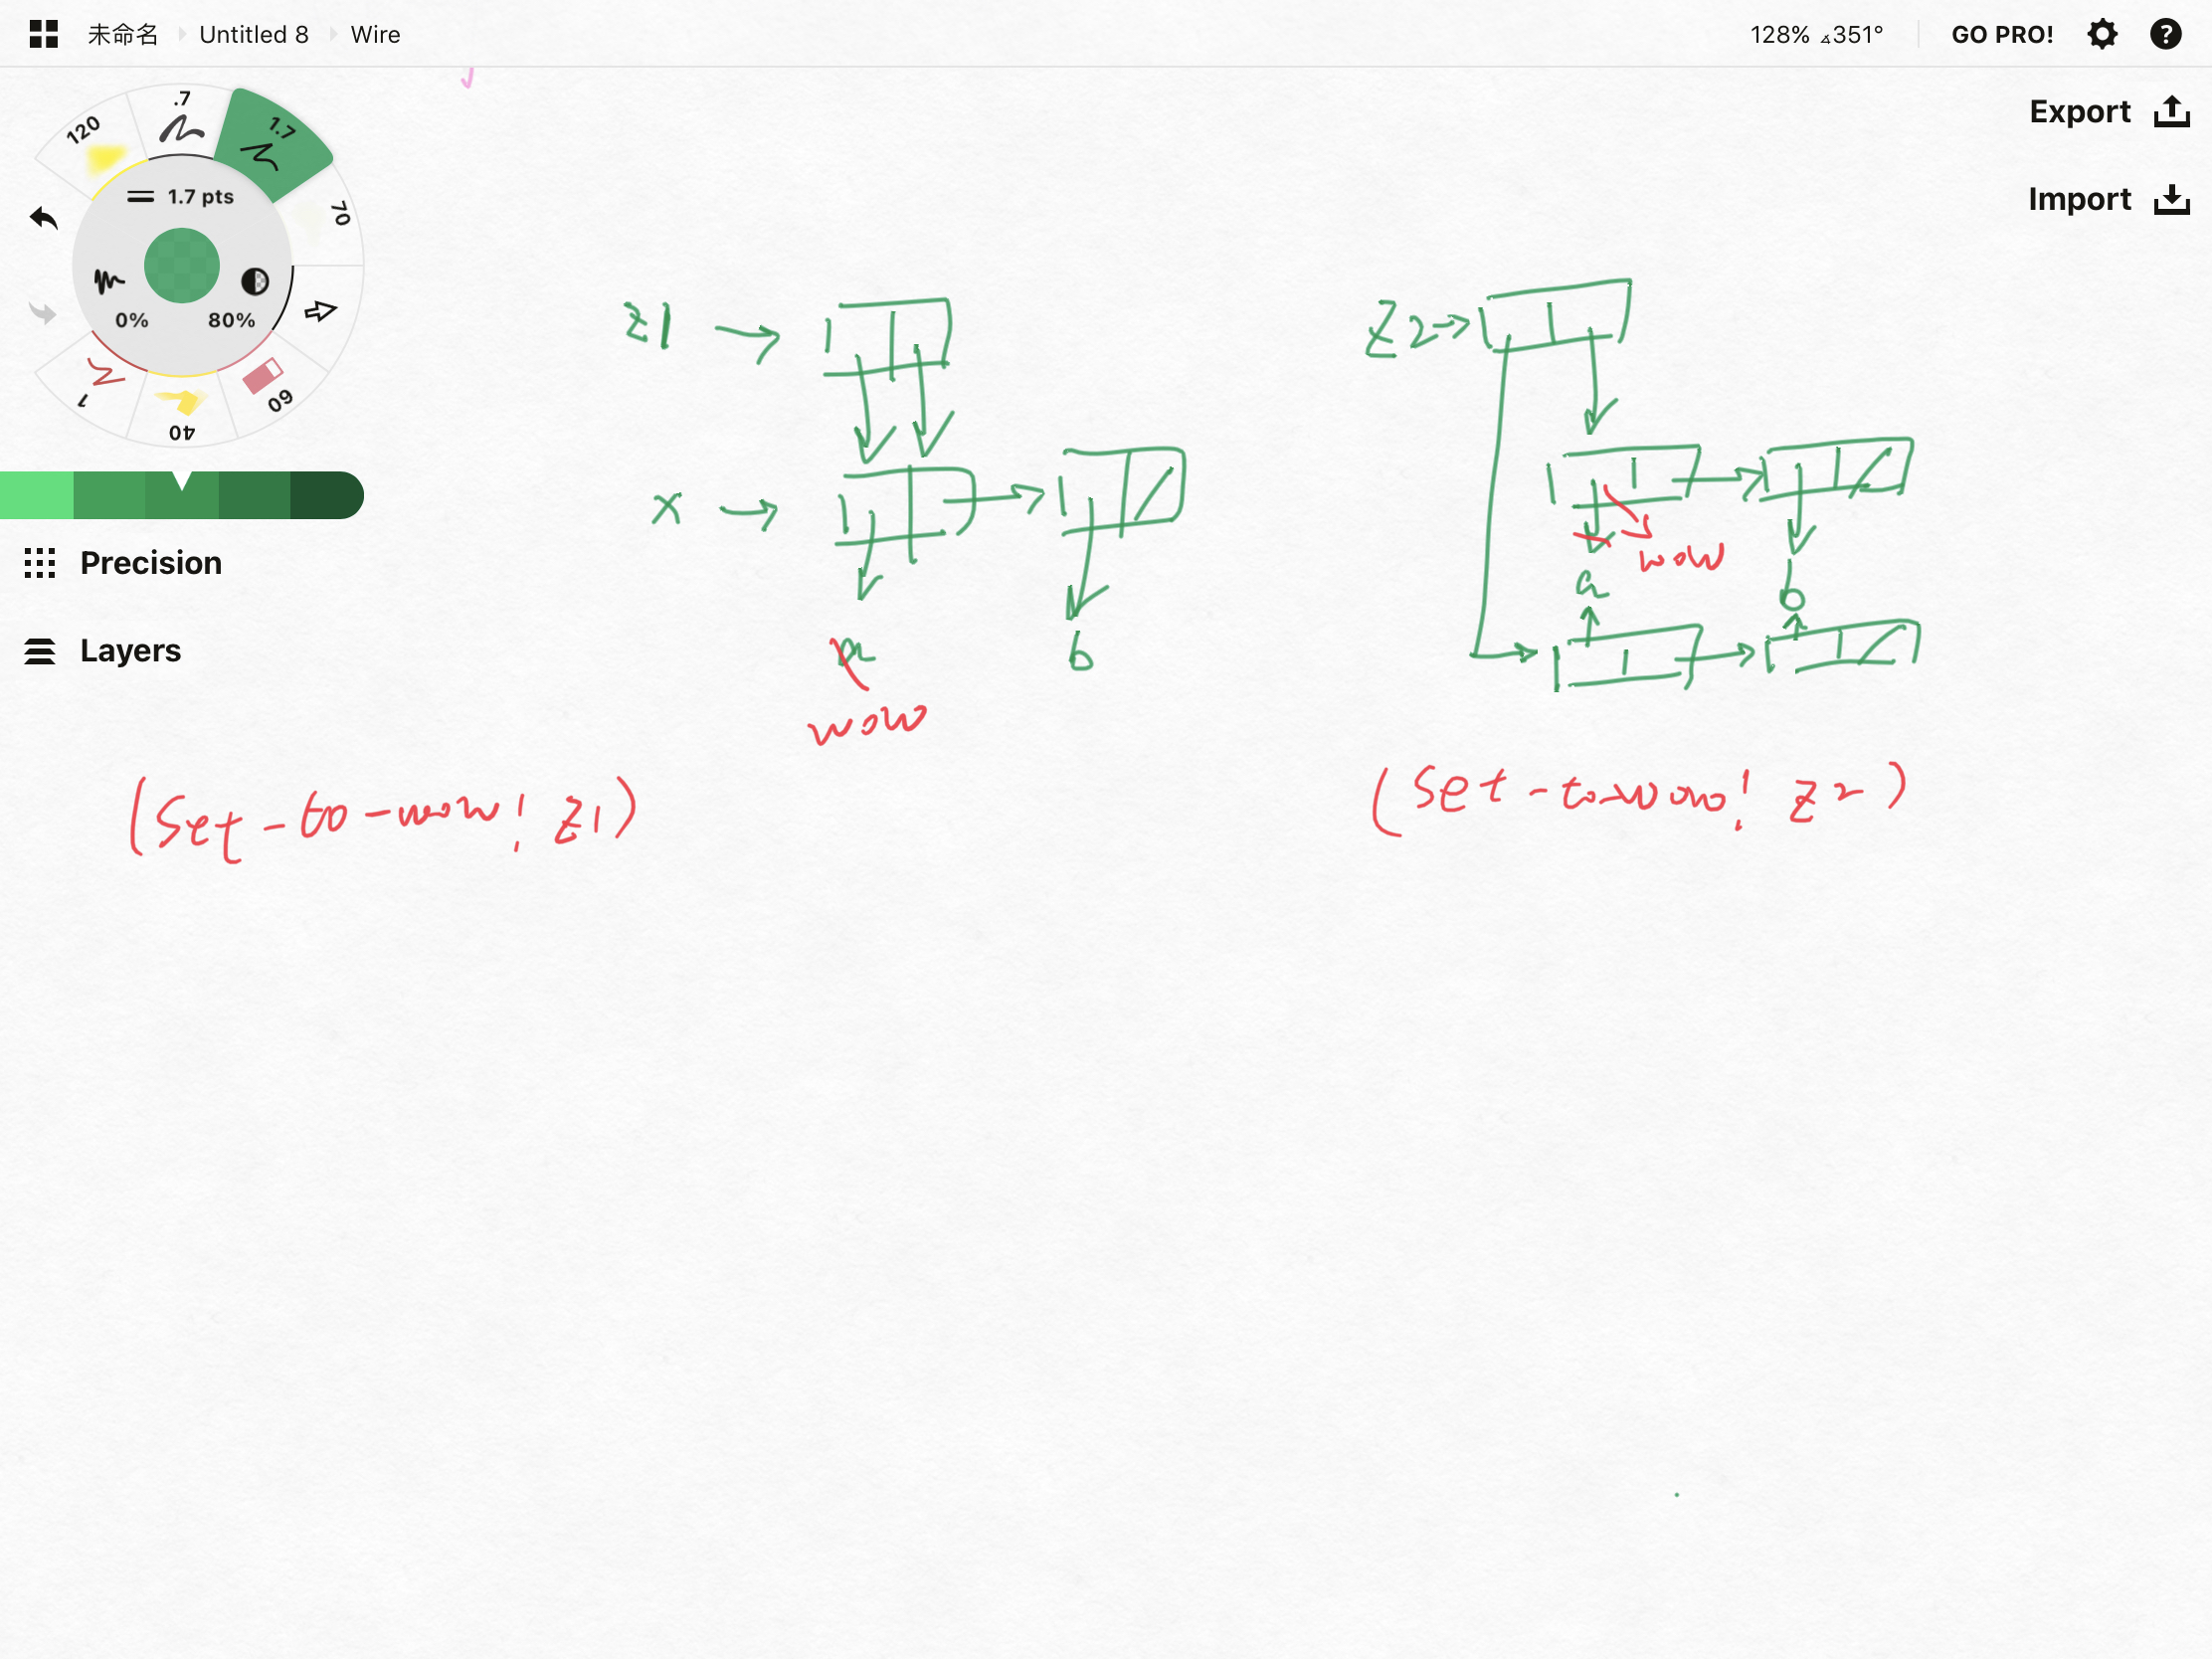 未命名 Untitled 8 Wire 128% ∡351° GO PRO! ?
Export
Import
120 .7 1.7 70
1.7 pts
0% 80%
1 40 60
Precision
Layers
z1
x
a b
wow
(Set-to-wow! z1)
Z2
wow
a b
(Set-to-wow! z2)